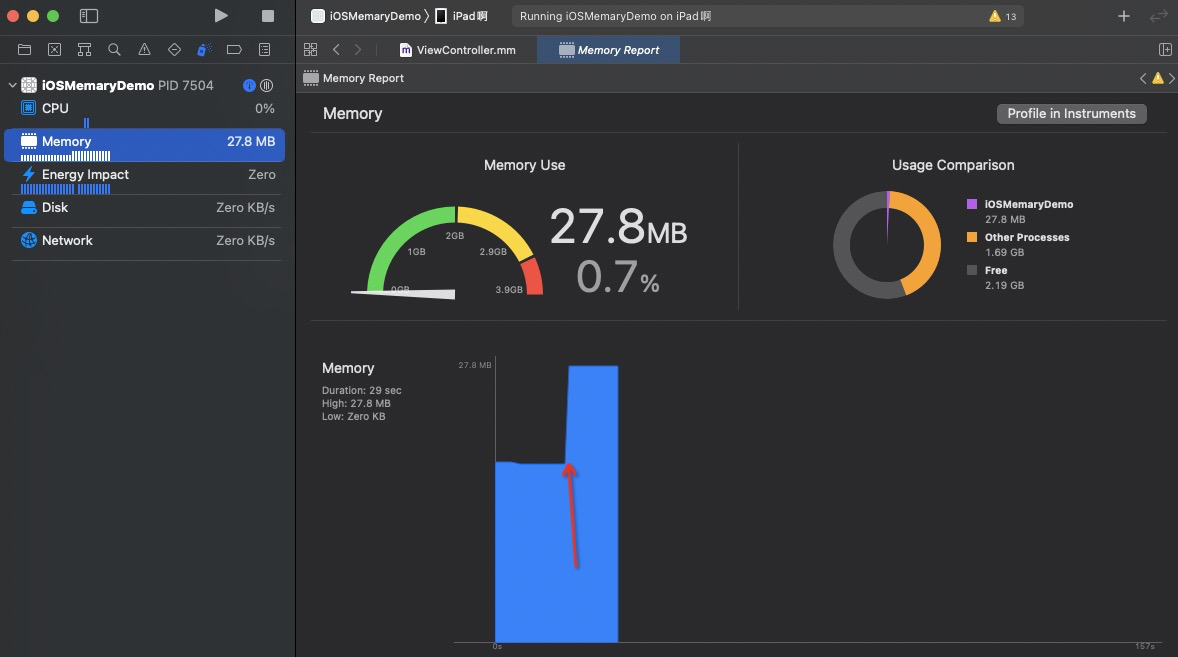 iOSMemaryDemo 〉 iPad啊
Running iOSMemaryDemo on iPad啊
13
ViewController.mm
Memory Report
iOSMemaryDemo PID 7504
Memory Report
CPU 0%
Memory 27.8 MB
Energy Impact Zero
Disk Zero KB/s
Network Zero KB/s
Memory
Profile in Instruments
Memory Use
0GB
1GB
2GB
2.9GB
3.9GB
27.8MB
0.7%
Usage Comparison
iOSMemaryDemo
27.8 MB
Other Processes
1.69 GB
Free
2.19 GB
Memory
Duration: 29 sec
High: 27.8 MB
Low: Zero KB
27.8 MB
0s
157s